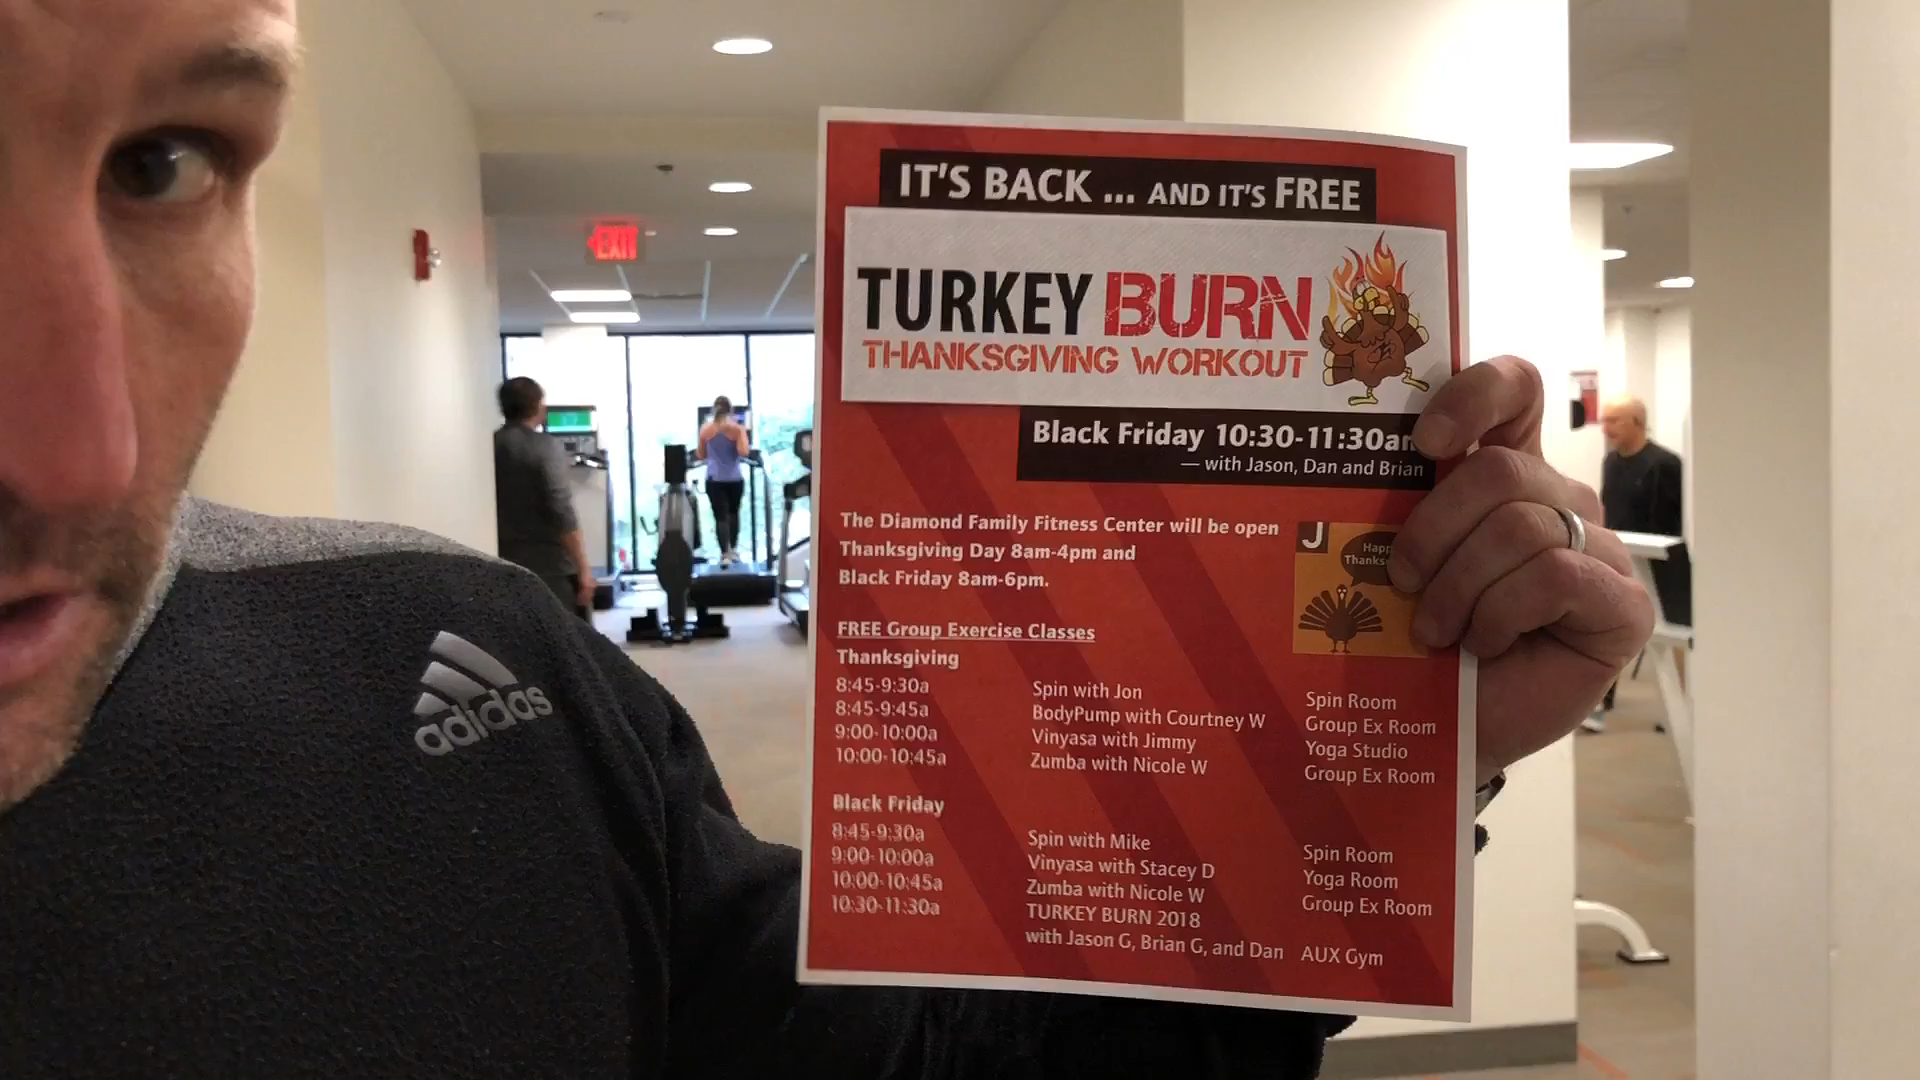 EXIT
adidas
IT'S BACK ... AND IT'S FREE
TURKEY BURN
THANKSGIVING WORKOUT
Black Friday 10:30-11:30am
— with Jason, Dan and Brian
The Diamond Family Fitness Center will be open
Thanksgiving Day 8am-4pm and
Black Friday 8am-6pm.
J
Happ
Thanks
FREE Group Exercise Classes
Thanksgiving
8:45-9:30a Spin with Jon Spin Room
8:45-9:45a BodyPump with Courtney W Group Ex Room
9:00-10:00a Vinyasa with Jimmy Yoga Studio
10:00-10:45a Zumba with Nicole W Group Ex Room
Black Friday
8:45-9:30a Spin with Mike Spin Room
9:00-10:00a Vinyasa with Stacey D Yoga Room
10:00-10:45a Zumba with Nicole W Group Ex Room
10:30-11:30a TURKEY BURN 2018
with Jason G, Brian G, and Dan AUX Gym